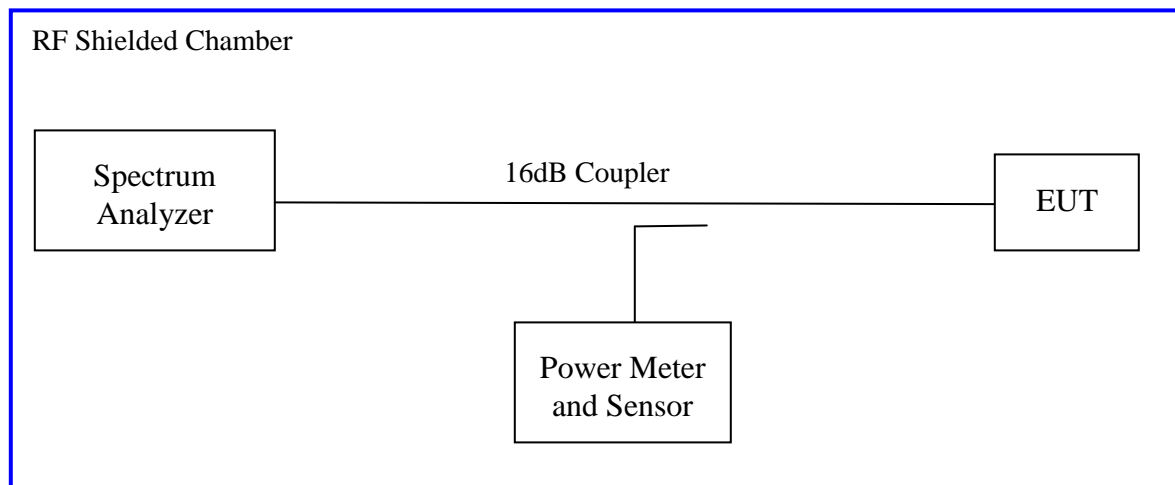 RF Shielded Chamber
Spectrum
Analyzer
16dB Coupler
EUT
Power Meter
and Sensor